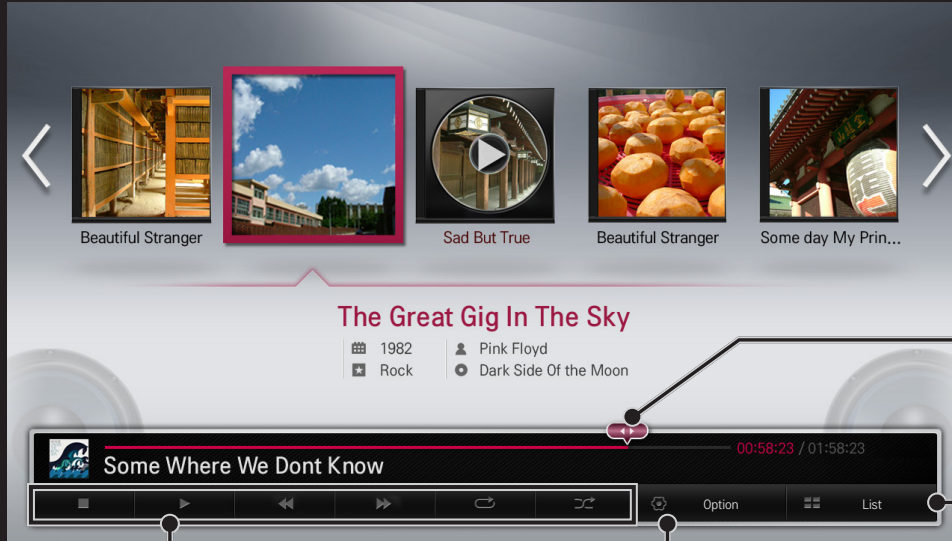 Beautiful Stranger
Sad But True
Beautiful Stranger
Some day My Prin...
The Great Gig In The Sky
1982
Pink Floyd
Rock
Dark Side Of the Moon
00:58:23 / 01:58:23
Some Where We Dont Know
Option
List